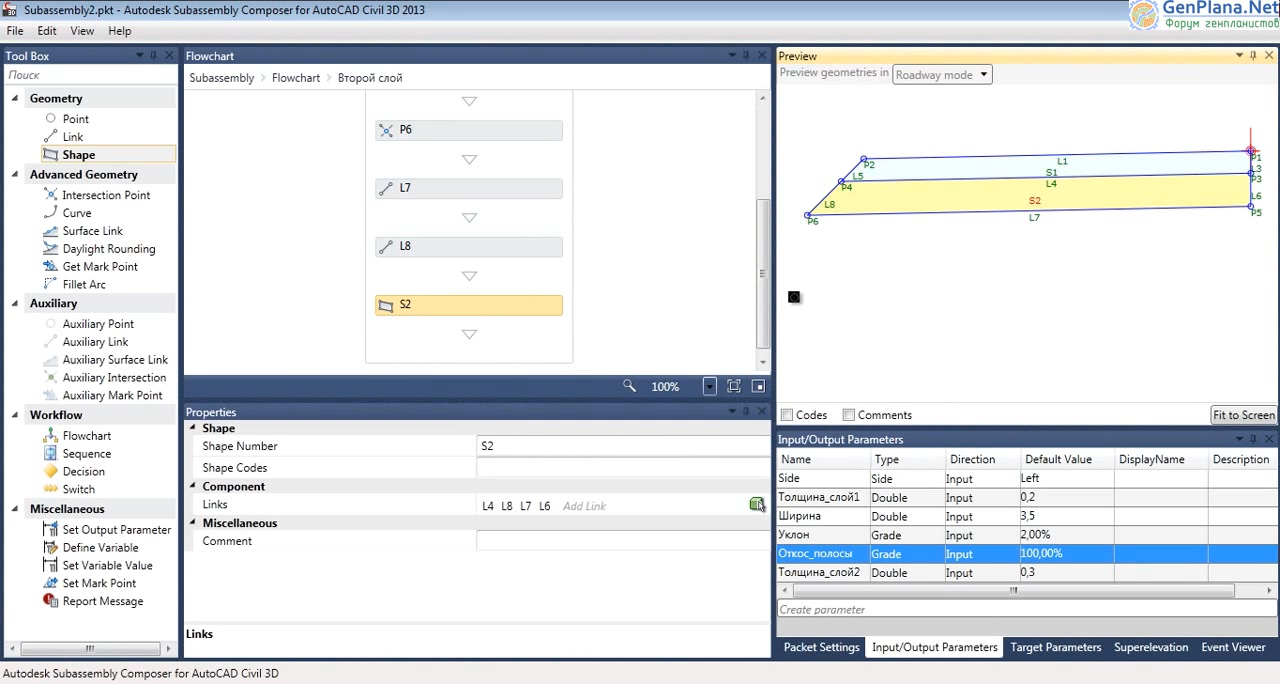 Subassembly2.pkt - Autodesk Subassembly Composer for AutoCAD Civil 3D 2013
GenPlana.Net
Форум генпланистов
File Edit View Help
Tool Box
Поиск
Geometry
Point
Link
Shape
Advanced Geometry
Intersection Point
Curve
Surface Link
Daylight Rounding
Get Mark Point
Fillet Arc
Auxiliary
Auxiliary Point
Auxiliary Link
Auxiliary Surface Link
Auxiliary Intersection
Auxiliary Mark Point
Workflow
Flowchart
Sequence
Decision
Switch
Miscellaneous
Set Output Parameter
Define Variable
Set Variable Value
Set Mark Point
Report Message
Flowchart
Subassembly > Flowchart > Второй слой
P6
L7
L8
S2
100%
Properties
Shape
Shape Number S2
Shape Codes
Component
Links L4 L8 L7 L6 Add Link
Miscellaneous
Comment
Links
Preview
Preview geometries in Roadway mode
P1
L1
P2
L3
S1
L5
P3
L4
P4
L6
S2
L8
P5
L7
P6
Codes Comments Fit to Screen
Input/Output Parameters
Name Type Direction Default Value DisplayName Description
Side Side Input Left
Толщина_слой1 Double Input 0,2
Ширина Double Input 3,5
Уклон Grade Input 2,00%
Откос_полосы Grade Input 100,00%
Толщина_слой2 Double Input 0,3
Create parameter
Packet Settings Input/Output Parameters Target Parameters Superelevation Event Viewer
Autodesk Subassembly Composer for AutoCAD Civil 3D